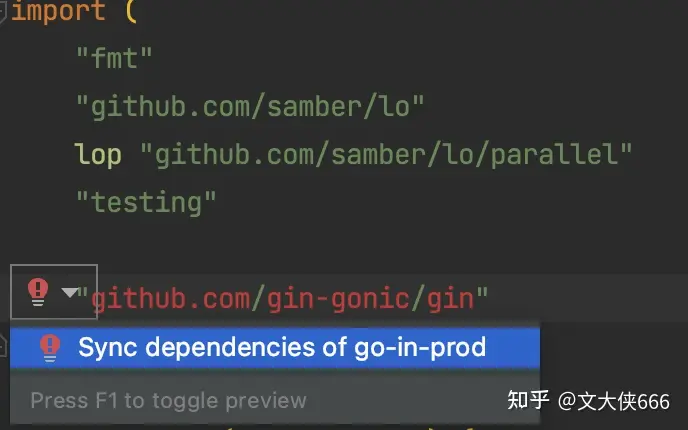 import (
"fmt"
"github.com/samber/lo"
lop "github.com/samber/lo/parallel"
"testing"
"github.com/gin-gonic/gin"
Sync dependencies of go-in-prod
Press F1 to toggle preview
知乎 @文大侠666